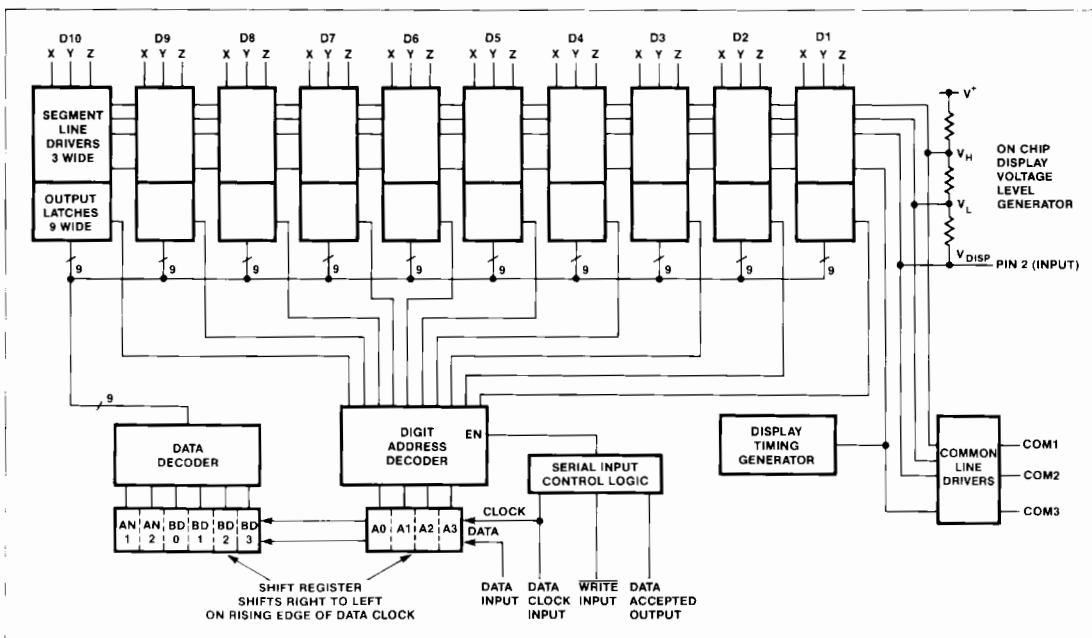 D10 D9 D8 D7 D6 D5 D4 D3 D2 D1
X Y Z X Y Z X Y Z X Y Z X Y Z X Y Z X Y Z X Y Z X Y Z X Y Z
SEGMENT
LINE
DRIVERS
3 WIDE
OUTPUT
LATCHES
9 WIDE
V+
VH
VL
VDISP
PIN 2 (INPUT)
ON CHIP
DISPLAY
VOLTAGE
LEVEL
GENERATOR
9 9 9 9 9 9 9 9 9
9
DATA
DECODER
DIGIT
ADDRESS
DECODER
EN
SERIAL INPUT
CONTROL LOGIC
DISPLAY
TIMING
GENERATOR
COMMON
LINE
DRIVERS
COM1
COM2
COM3
AN AN BD BD BD BD
1 2 0 1 2 3
A0 A1 A2 A3
CLOCK
DATA
SHIFT REGISTER
SHIFTS RIGHT TO LEFT
ON RISING EDGE OF DATA CLOCK
DATA
INPUT
DATA
CLOCK
INPUT
WRITE
INPUT
DATA
ACCEPTED
OUTPUT